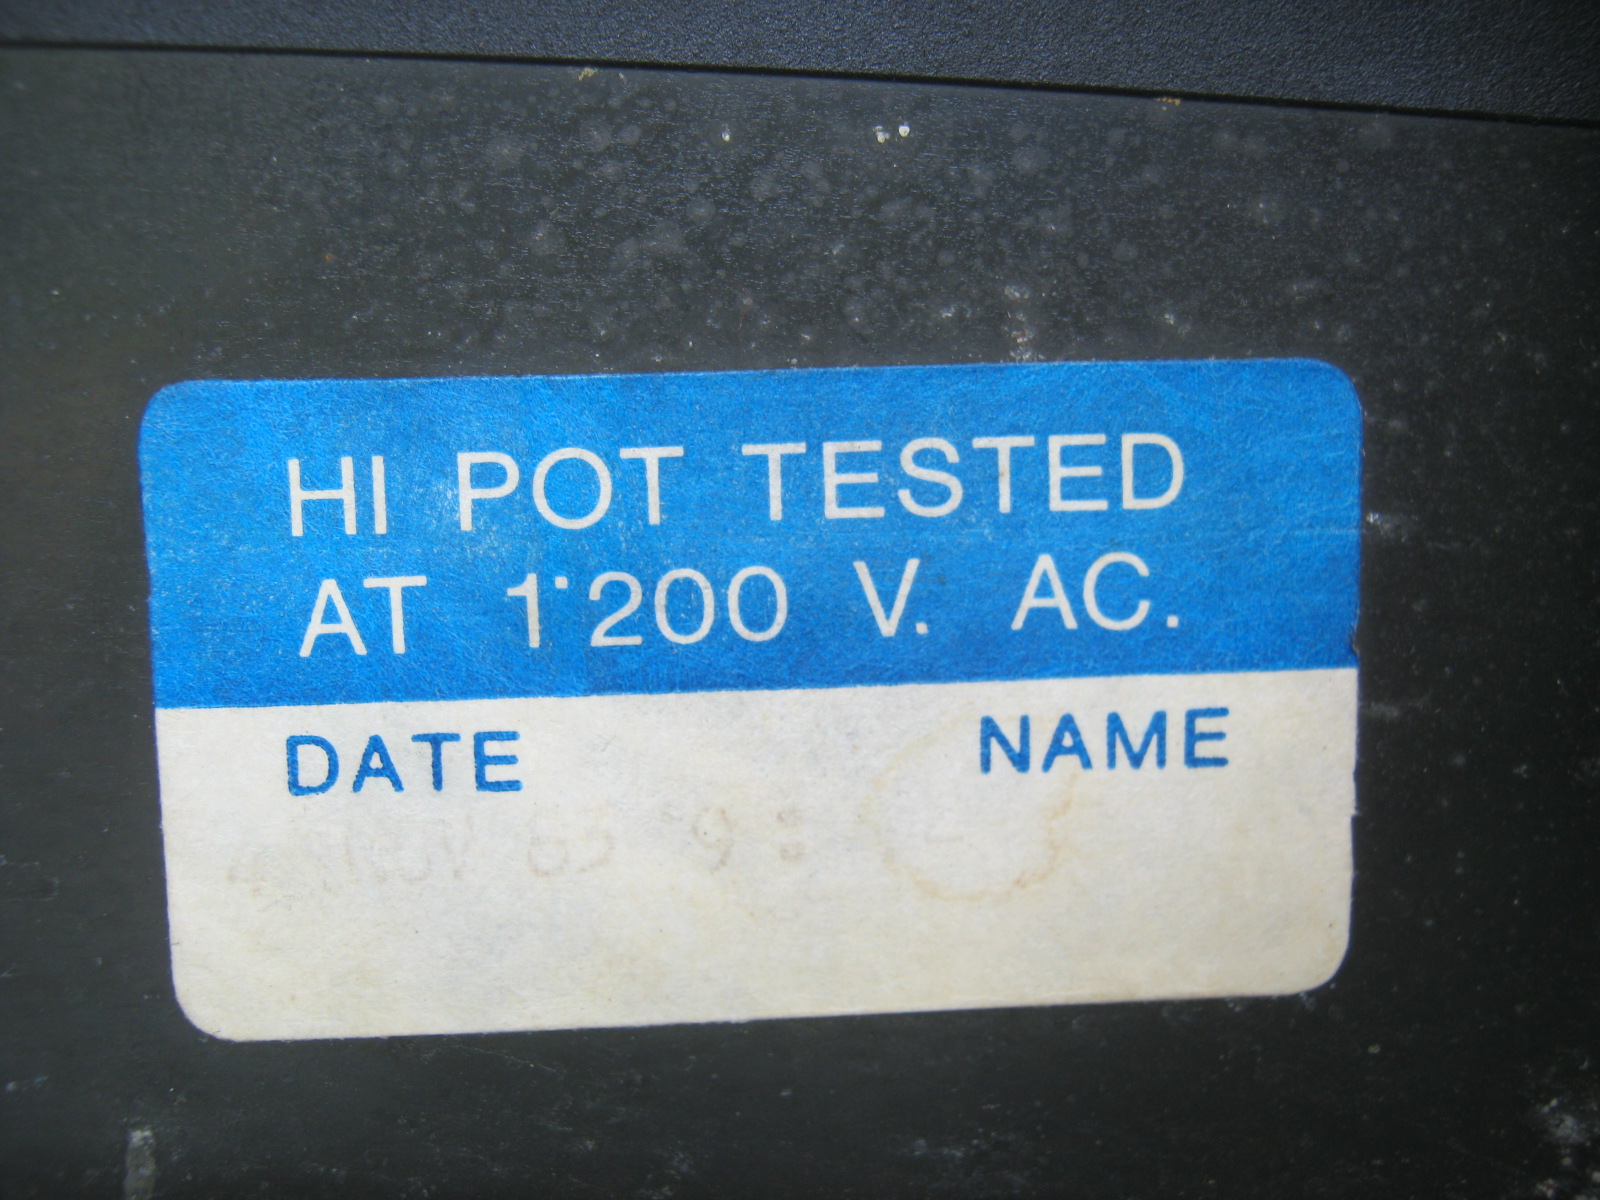 HI POT TESTED
AT 1·200 V. AC.
DATE NAME